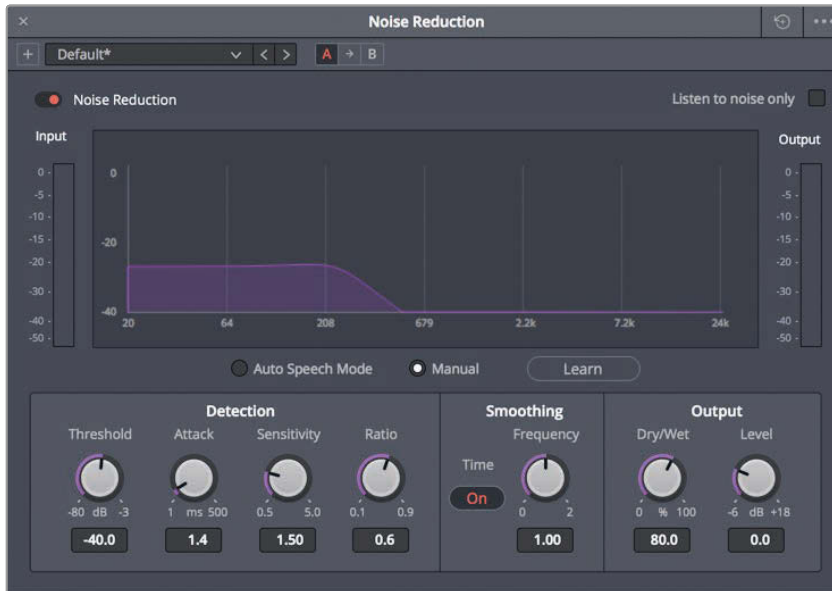 Noise Reduction
+ Default* < > A → B
Noise Reduction Listen to noise only
Input Output
0 -
-5 -
-10 -
-15 -
-20 -
-30 -
-40 -
-50 -
0
-20
-40
20 64 208 679 2.2k 7.2k 24k
0 -
-5 -
-10 -
-15 -
-20 -
-30 -
-40 -
-50 -
Auto Speech Mode Manual Learn
Detection
Threshold Attack Sensitivity Ratio
-80 dB -3 1 ms 500 0.5 5.0 0.1 0.9
-40.0 1.4 1.50 0.6
Smoothing
Frequency
Time
On
0 2
1.00
Output
Dry/Wet Level
0 % 100 -6 dB +18
80.0 0.0